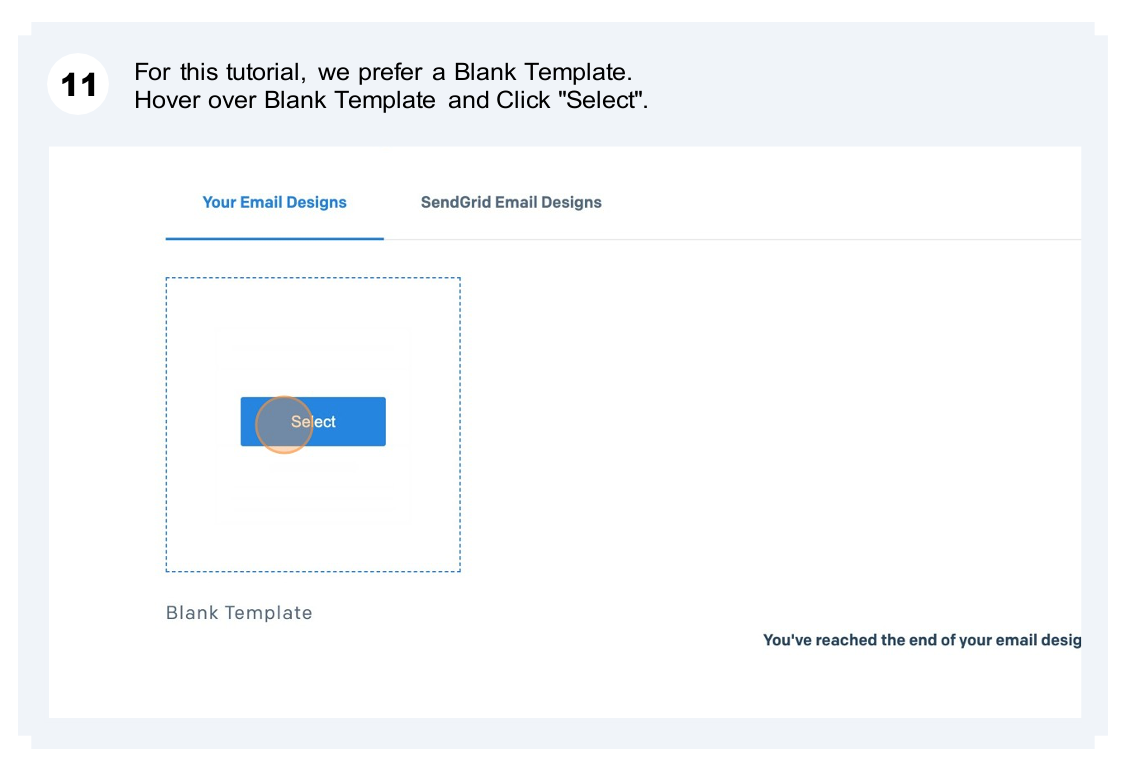 11
For this tutorial, we prefer a Blank Template.
Hover over Blank Template and Click "Select".
Your Email Designs SendGrid Email Designs
Select
Blank Template
You've reached the end of your email desig